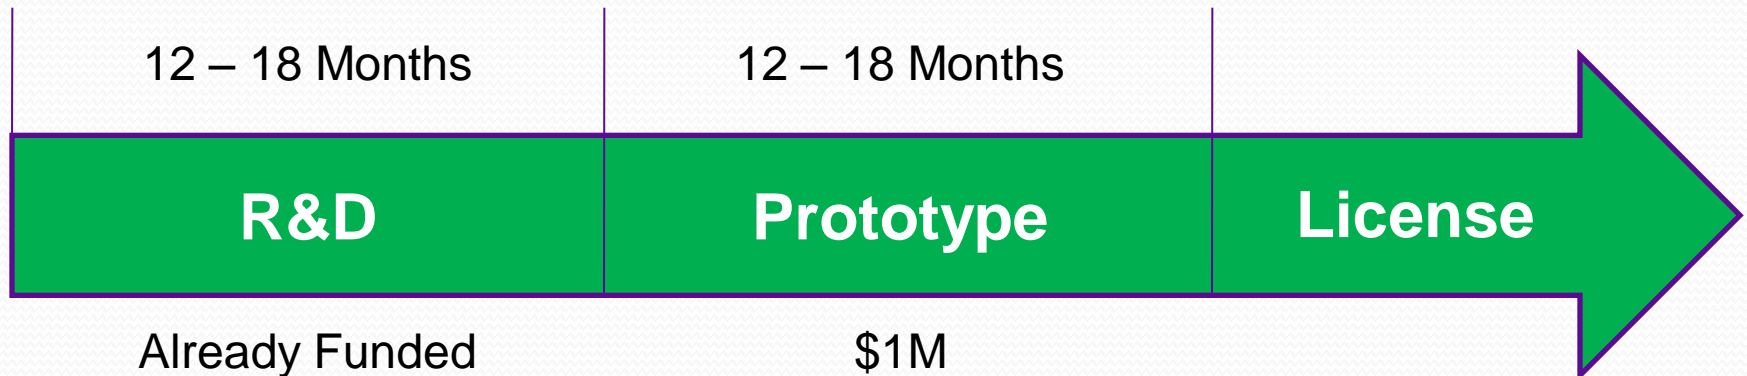 12 – 18 Months
12 – 18 Months
R&D
Prototype
License
Already Funded
$1M